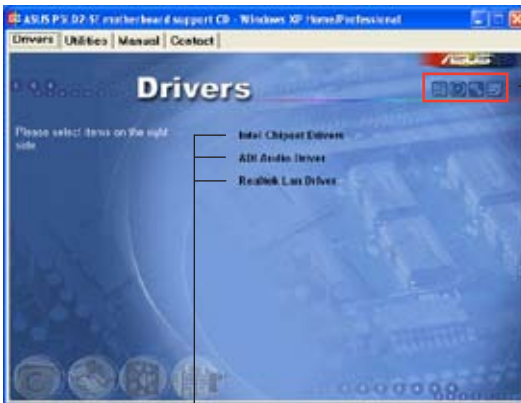 ASUS P5LD2-SE motherboard support CD - Windows XP Home/Professional
Drivers Utilities Manual Contact
ASUS
Drivers
Please select items on the right
side
Intel Chipset Drivers
ADI Audio Driver
Realtek Lan Driver